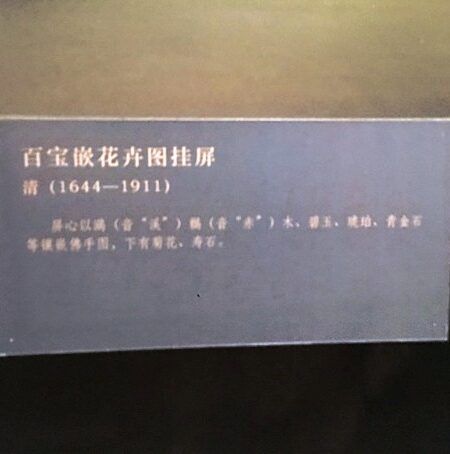 百宝嵌花卉图挂屏
清 (1644—1911)
屏心以鸂（音“溪”）鶒（音“赤”）木、碧玉、琥珀、青金石
等镶嵌佛手图，下有菊花、寿石。